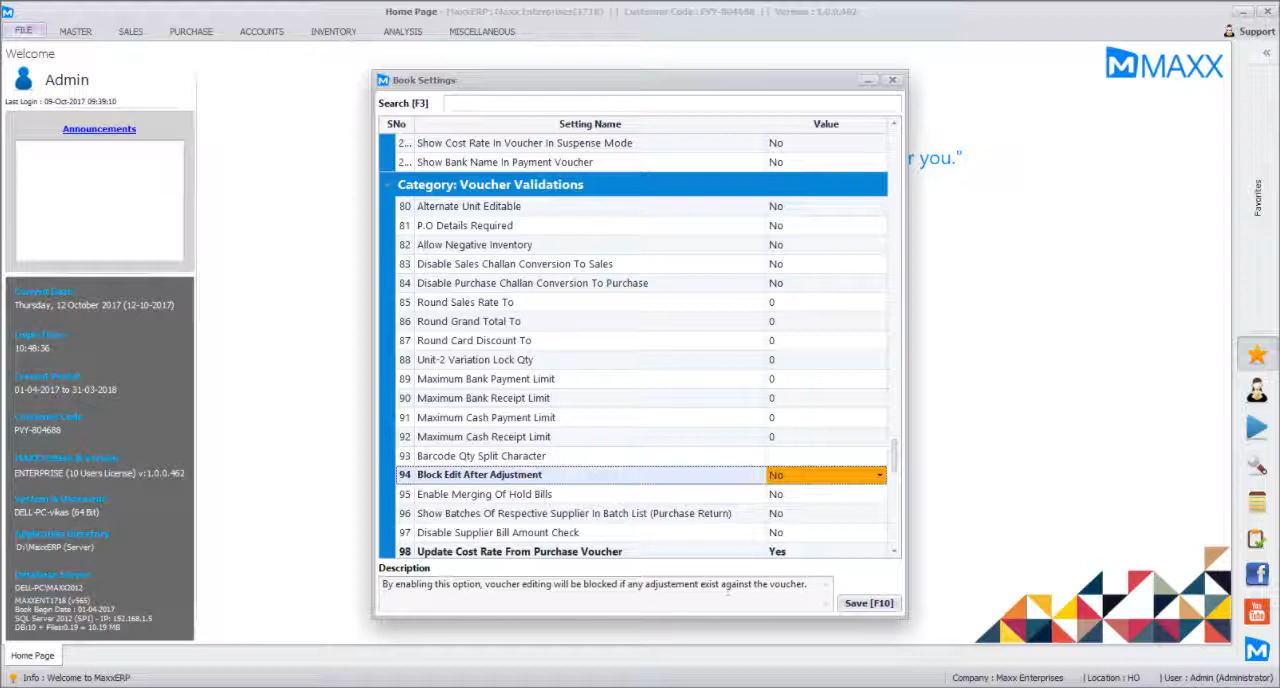 Home Page - MaxxERP: Maxx Enterprises[1718] || Customer Code : PVY-804688 || Version : 1.0.0.462
FILE MASTER SALES PURCHASE ACCOUNTS INVENTORY ANALYSIS MISCELLANEOUS Support
Welcome
Admin
Last Login : 09-Oct-2017 09:39:10
Announcements
Current Date
Thursday, 12 October 2017 (12-10-2017)
Login Time
10:48:36
Current Period
01-04-2017 to 31-03-2018
Customer Code
PVY-804688
MAXX Edition & Version
ENTERPRISE (10 Users License) v:1.0.0.462
System & Username
DELL-PC-vikas (64 Bit)
Application Directory
D:\MaxxERP (Server)
Database Server
DELL-PC\MAXX2012
MAXXENT1718 (v565)
Book Begin Date : 01-04-2017
SQL Server 2012 (SP1) - IP: 192.168.1.5
DB:10 + Files:0.19 = 10.19 MB
MAXX
r you."
Favorites
Book Settings
Search [F3]
SNo Setting Name Value
2... Show Cost Rate In Voucher In Suspense Mode No
2... Show Bank Name In Payment Voucher No
Category: Voucher Validations
80 Alternate Unit Editable No
81 P.O Details Required No
82 Allow Negative Inventory No
83 Disable Sales Challan Conversion To Sales No
84 Disable Purchase Challan Conversion To Purchase No
85 Round Sales Rate To 0
86 Round Grand Total To 0
87 Round Card Discount To 0
88 Unit-2 Variation Lock Qty 0
89 Maximum Bank Payment Limit 0
90 Maximum Bank Receipt Limit 0
91 Maximum Cash Payment Limit 0
92 Maximum Cash Receipt Limit 0
93 Barcode Qty Split Character
94 Block Edit After Adjustment No
95 Enable Merging Of Hold Bills No
96 Show Batches Of Respective Supplier In Batch List (Purchase Return) No
97 Disable Supplier Bill Amount Check No
98 Update Cost Rate From Purchase Voucher Yes
Description
By enabling this option, voucher editing will be blocked if any adjustement exist against the voucher.
Save [F10]
You
Tube
Home Page
Info : Welcome to MaxxERP
Company : Maxx Enterprises | Location : HO | User : Admin (Administrator)